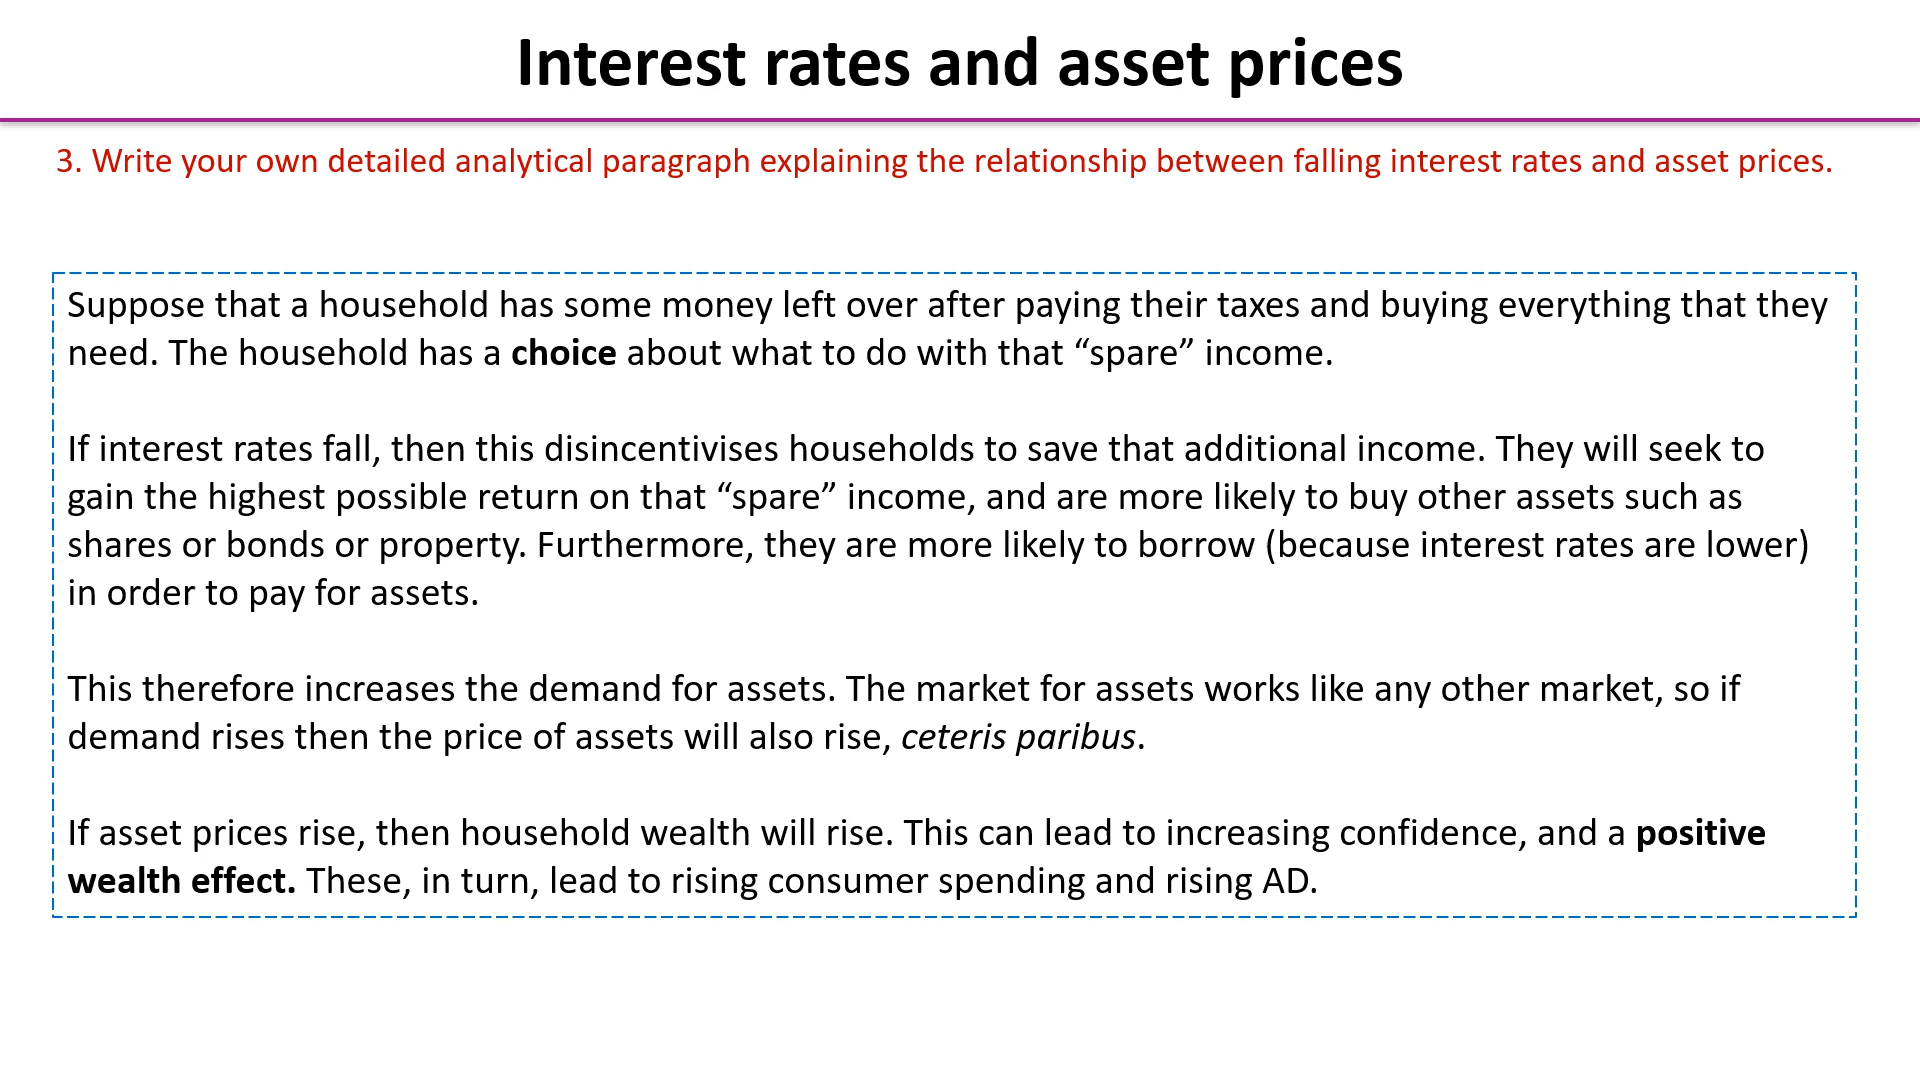 Interest rates and asset prices
3. Write your own detailed analytical paragraph explaining the relationship between falling interest rates and asset prices.
Suppose that a household has some money left over after paying their taxes and buying everything that they
need. The household has a choice about what to do with that “spare” income.
If interest rates fall, then this disincentivises households to save that additional income. They will seek to
gain the highest possible return on that “spare” income, and are more likely to buy other assets such as
shares or bonds or property. Furthermore, they are more likely to borrow (because interest rates are lower)
in order to pay for assets.
This therefore increases the demand for assets. The market for assets works like any other market, so if
demand rises then the price of assets will also rise, ceteris paribus.
If asset prices rise, then household wealth will rise. This can lead to increasing confidence, and a positive
wealth effect. These, in turn, lead to rising consumer spending and rising AD.